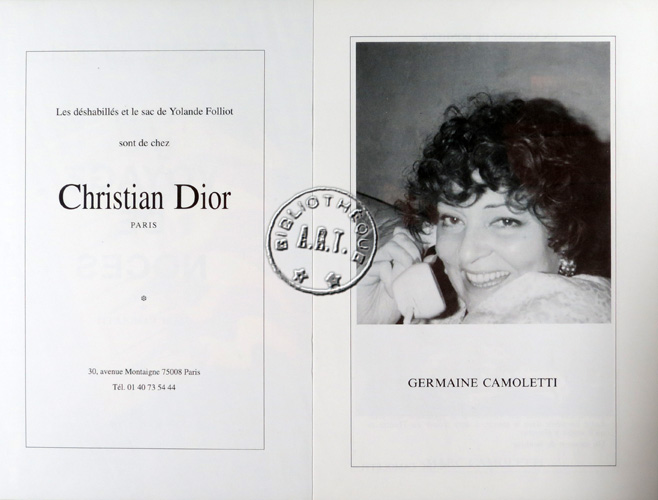 Les déshabillés et le sac de Yolande Folliot
sont de chez
Christian Dior
PARIS
30, avenue Montaigne 75008 Paris
Tél. 01 40 73 54 44
BIBLIOTHÈQUE
A.R.T.
GERMAINE CAMOLETTI